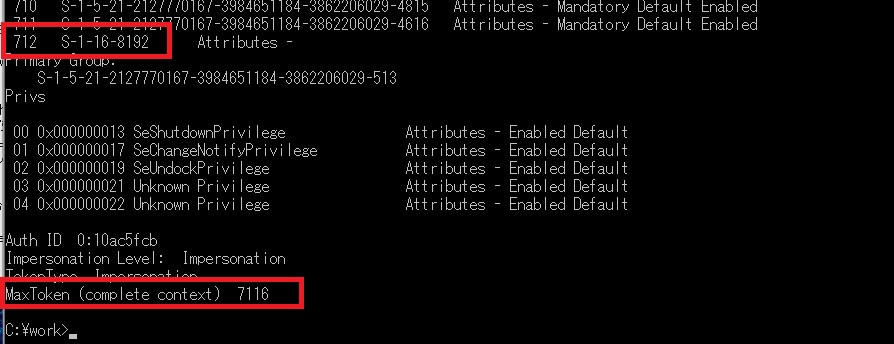 710 S-1-5-21-2127770167-3984651184-3862206029-4815 Attributes - Mandatory Default Enabled
711 S-1-5-21-2127770167-3984651184-3862206029-4616 Attributes - Mandatory Default Enabled
712 S-1-16-8192 Attributes -
Primary Group:
S-1-5-21-2127770167-3984651184-3862206029-513
Privs
00 0x000000013 SeShutdownPrivilege Attributes - Enabled Default
01 0x000000017 SeChangeNotifyPrivilege Attributes - Enabled Default
02 0x000000019 SeUndockPrivilege Attributes - Enabled Default
03 0x000000021 Unknown Privilege Attributes - Enabled Default
04 0x000000022 Unknown Privilege Attributes - Enabled Default
Auth ID 0:10ac5fcb
Impersonation Level: Impersonation
TokenType Impersonation
MaxToken (complete context) 7116
C:¥work>_